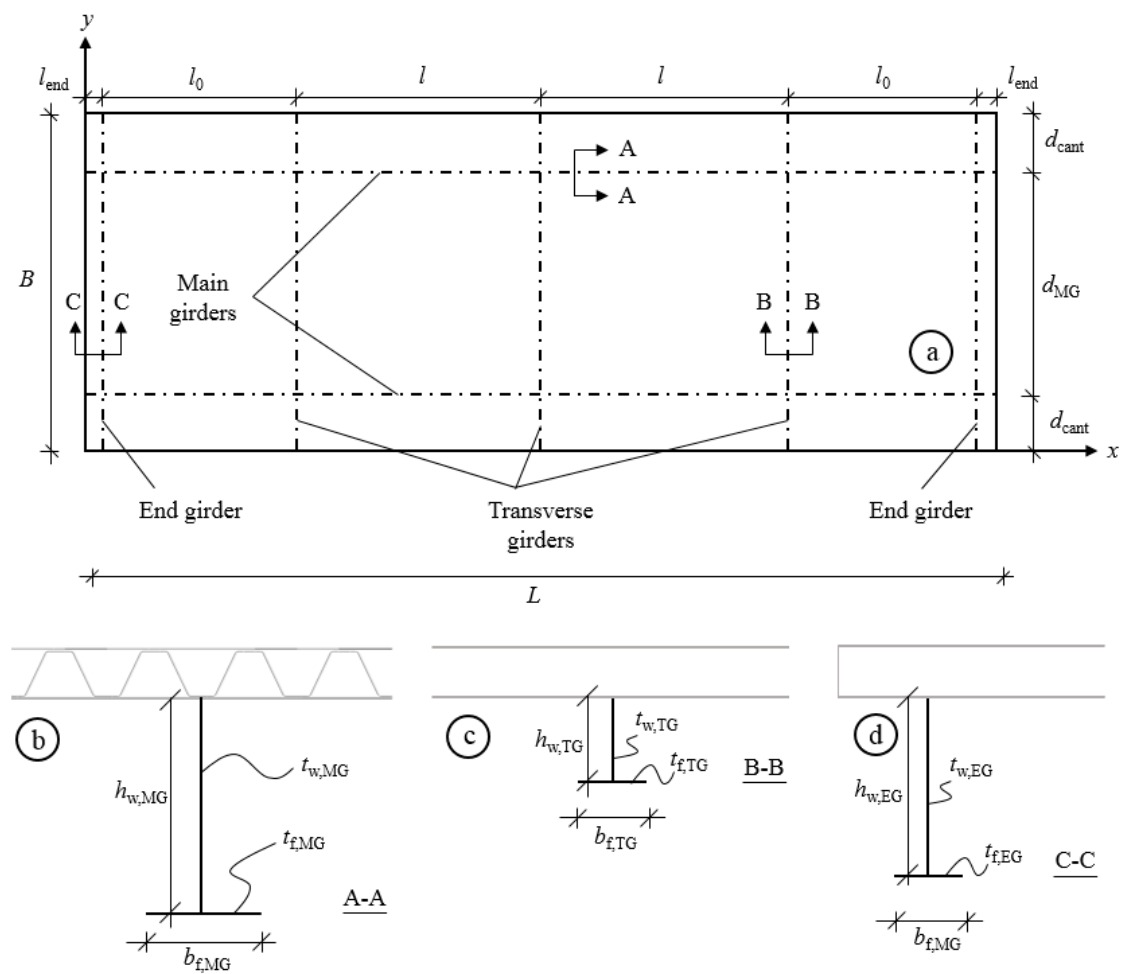 y
l_end l_0 l l l_0 l_end
A
d_cant
A
B
Main
girders
C C
B B
d_MG
a
d_cant
x
End girder
Transverse
girders
End girder
L
b
h_w,MG
t_w,MG
t_f,MG
A-A
b_f,MG
c
h_w,TG
t_w,TG
t_f,TG
B-B
b_f,TG
d
h_w,EG
t_w,EG
t_f,EG
C-C
b_f,MG